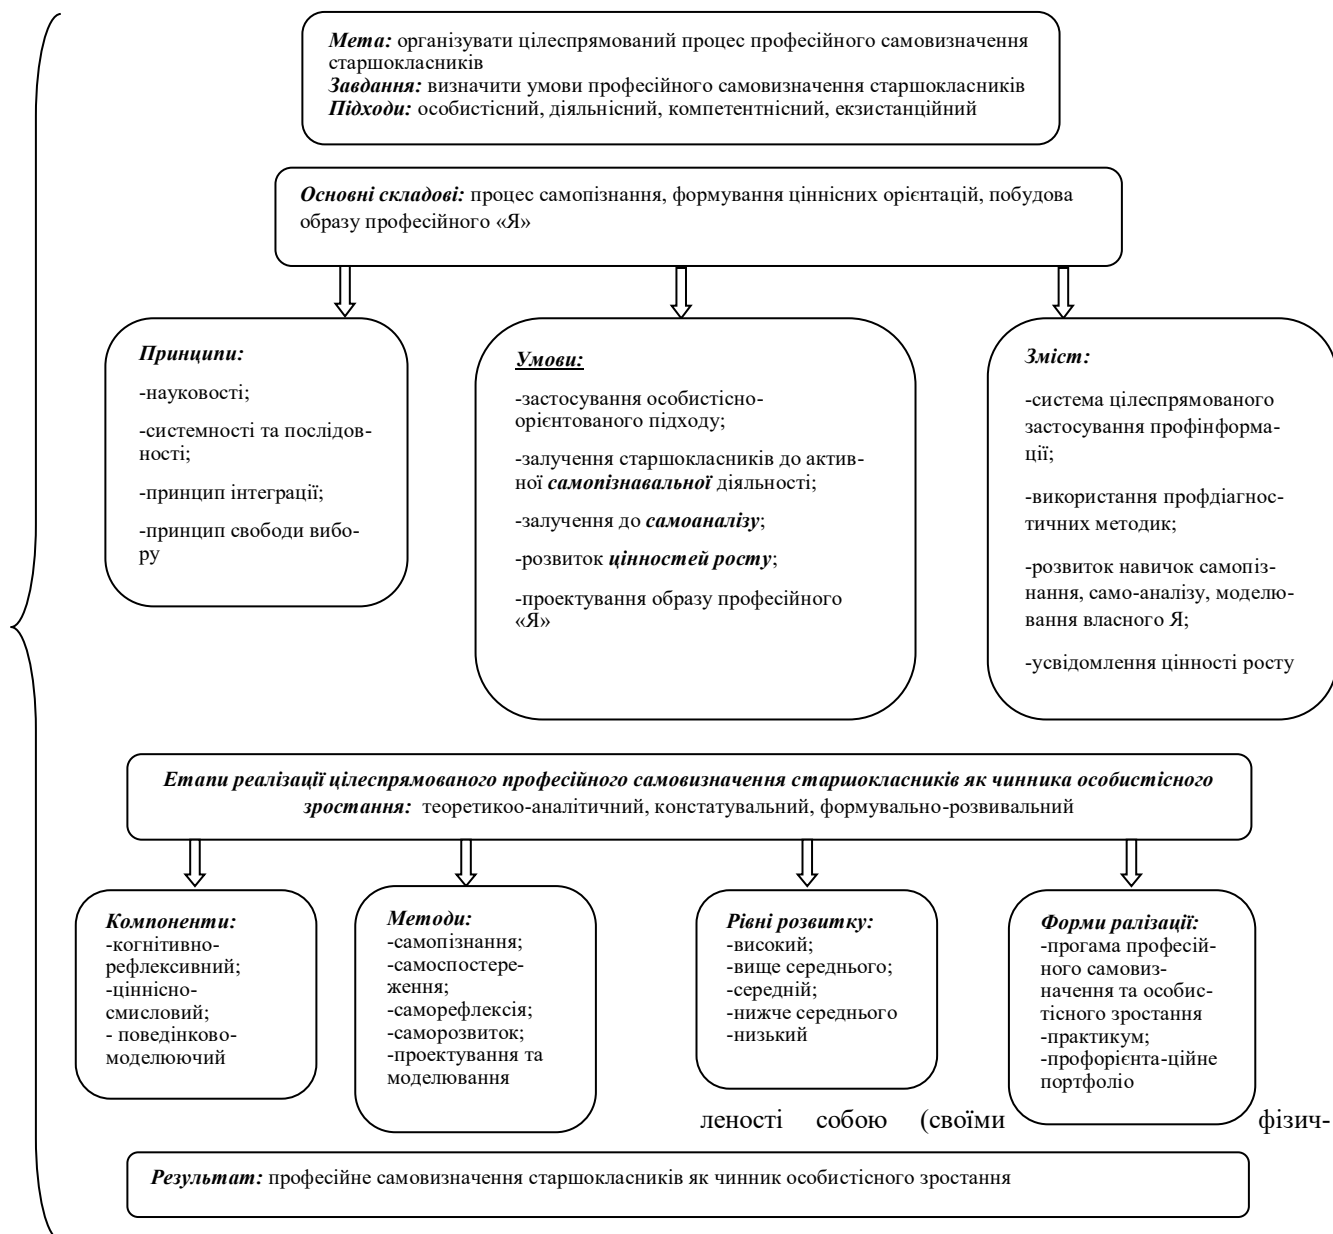 Мета: організувати цілеспрямований процес професійного самовизначення
старшокласників
Завдання: визначити умови професійного самовизначення старшокласників
Підходи: особистісний, діяльнісний, компетентнісний, екзистанційний
Основні складові: процес самопізнання, формування ціннісних орієнтацій, побудова
образу професійного «Я»
Принципи:
-науковості;
-системності та послідов-
ності;
-принцип інтеграції;
-принцип свободи вибо-
ру
Умови:
-застосування особистісно-
орієнтованого підходу;
-залучення старшокласників до актив-
ної самопізнавальної діяльності;
-залучення до самоаналізу;
-розвиток цінностей росту;
-проектування образу професійного
«Я»
Зміст:
-система цілеспрямованого
застосування профінформа-
ції;
-використання профдіагнос-
тичних методик;
-розвиток навичок самопіз-
нання, само-аналізу, моделю-
вання власного Я;
-усвідомлення цінності росту
Етапи реалізації цілеспрямованого професійного самовизначення старшокласників як чинника особистісного
зростання: теоретикоо-аналітичний, констатувальний, формувально-розвивальний
Компоненти:
-когнітивно-
рефлексивний;
-ціннісно-
смисловий;
- поведінково-
моделюючий
Методи:
-самопізнання;
-самоспостере-
ження;
-саморефлексія;
-саморозвиток;
-проектування та
моделювання
Рівні розвитку:
-високий;
-вище середнього;
-середній;
-нижче середнього
-низький
Форми ралізації:
-прогама професій-
ного самовиз-
начення та особис-
тісного зростання
-практикум;
-профорієнта-ційне
портфоліо
леності собою (своїми фізич-
Результат: професійне самовизначення старшокласників як чинник особистісного зростання